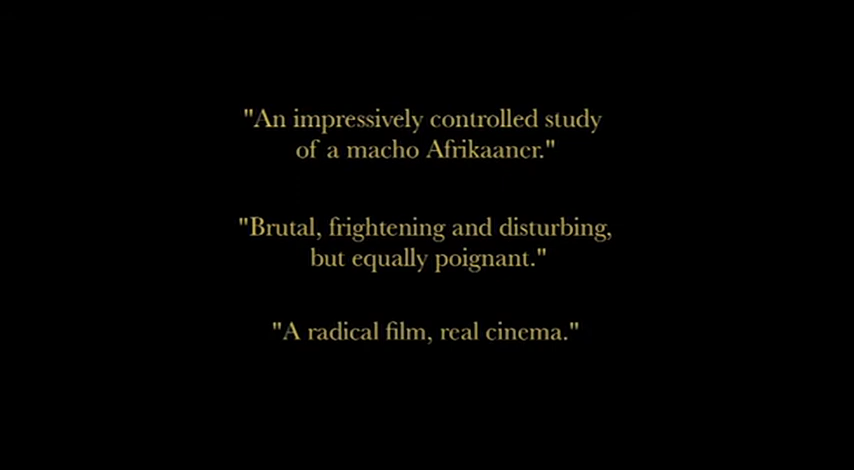 "An impressively controlled study
of a macho Afrikaaner."
"Brutal, frightening and disturbing,
but equally poignant."
"A radical film, real cinema."